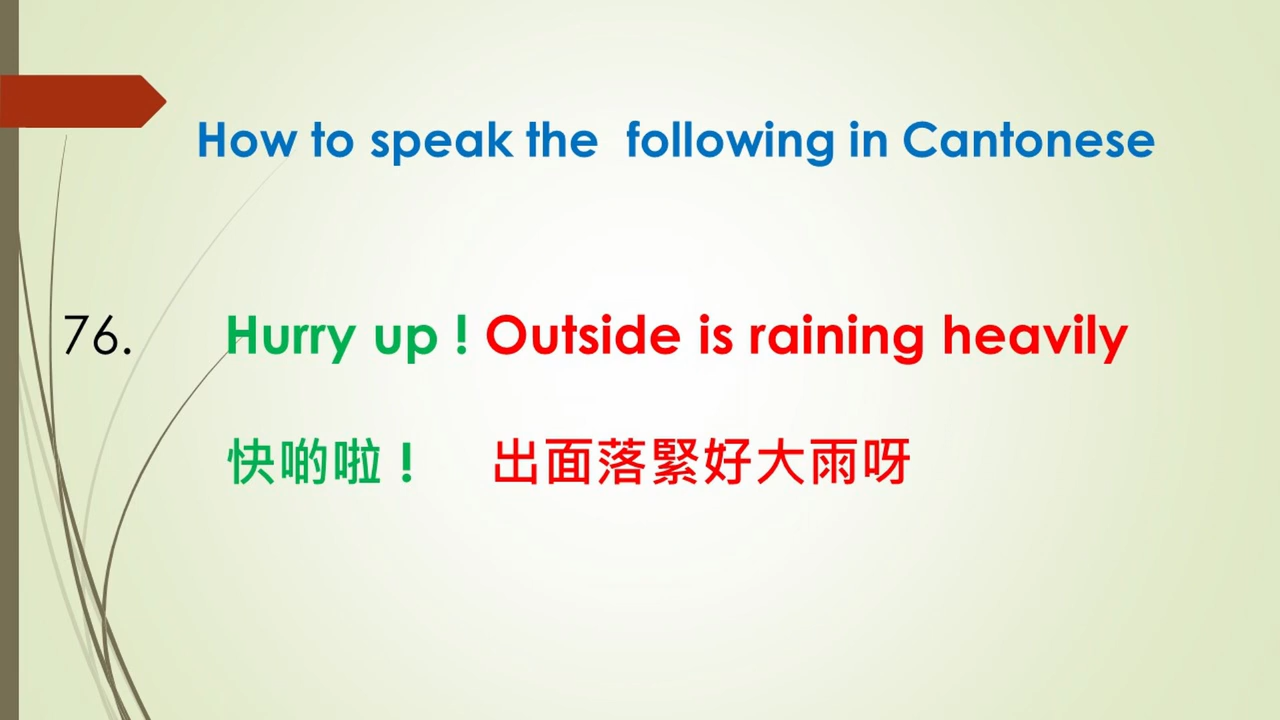 How to speak the  following in Cantonese
76. Hurry up ! Outside is raining heavily
快啲啦！ 出面落緊好大雨呀